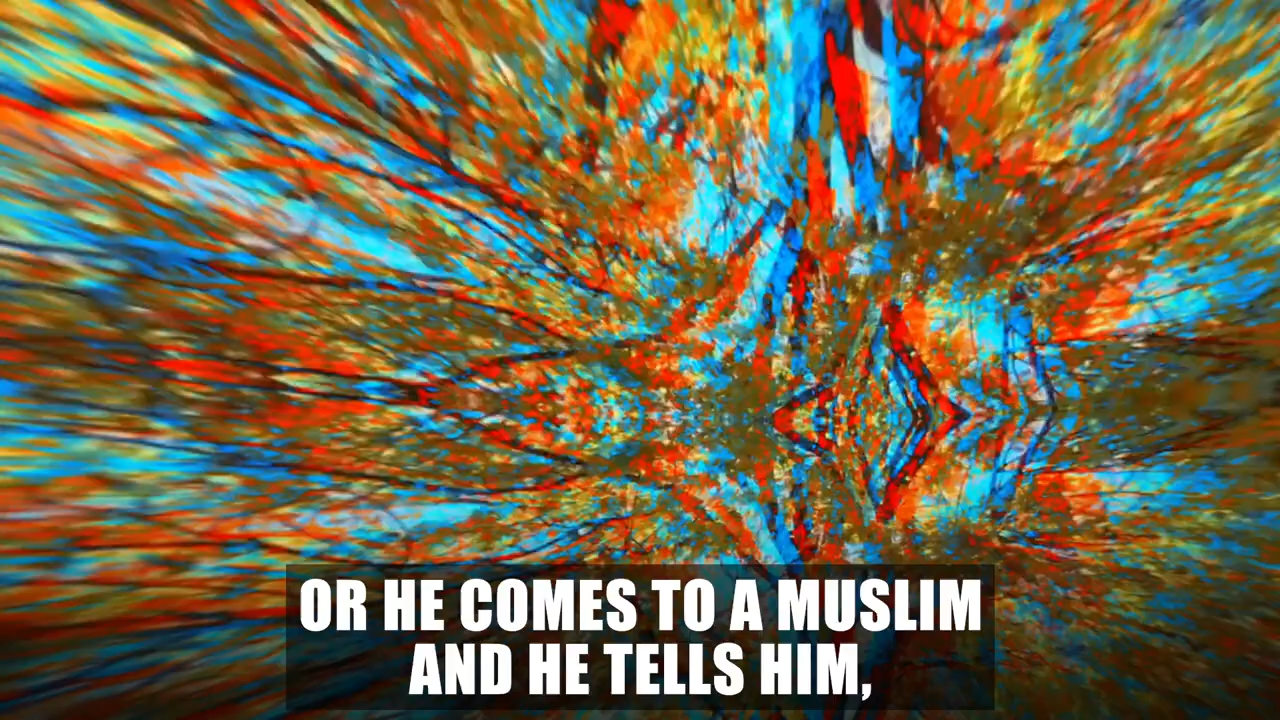 OR HE COMES TO A MUSLIM
AND HE TELLS HIM,